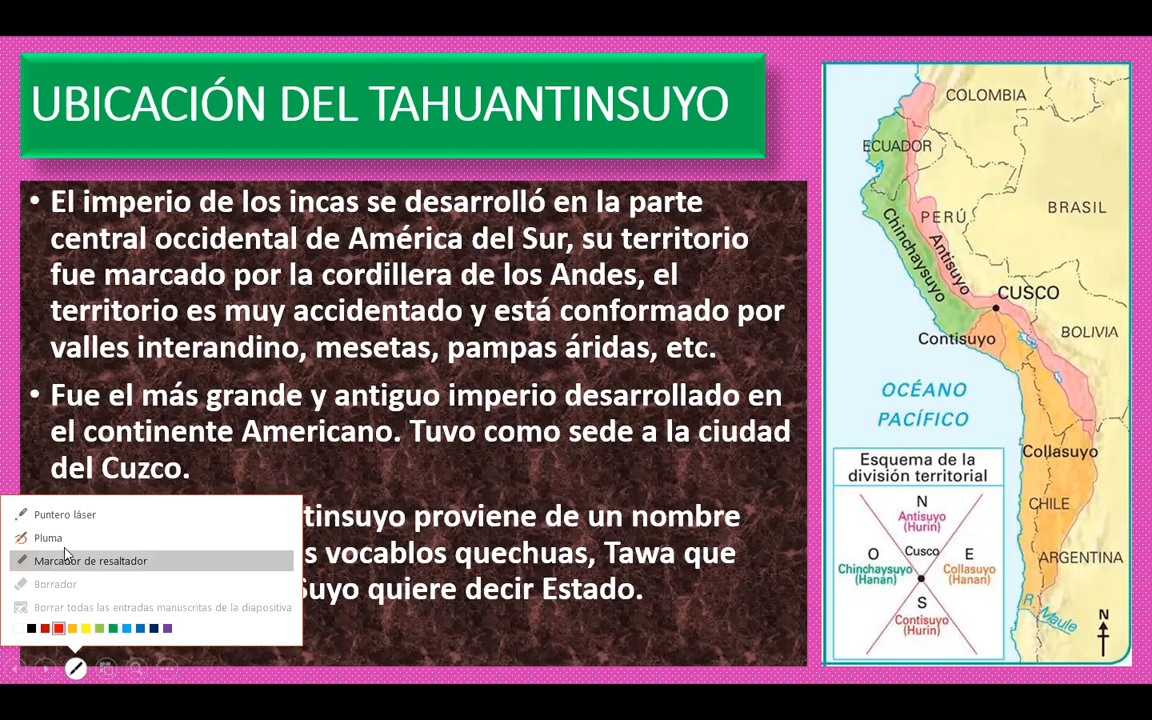 UBICACIÓN DEL TAHUANTINSUYO
• El imperio de los incas se desarrolló en la parte
central occidental de América del Sur, su territorio
fue marcado por la cordillera de los Andes, el
territorio es muy accidentado y está conformado por
valles interandino, mesetas, pampas áridas, etc.
• Fue el más grande y antiguo imperio desarrollado en
el continente Americano. Tuvo como sede a la ciudad
del Cuzco.
tinsuyo proviene de un nombre
s vocablos quechuas, Tawa que
Suyo quiere decir Estado.
Puntero láser
Pluma
Marcador de resaltador
Borrador
Borrar todas las entradas manuscritas de la diapositiva
COLOMBIA
ECUADOR
PERÚ
BRASIL
Chinchaysuyo
Antisuyo
CUSCO
Contisuyo
BOLIVIA
OCÉANO
PACÍFICO
Collasuyo
CHILE
ARGENTINA
R. Maule
N
Esquema de la
división territorial
N
Antisuyo
(Hurin)
O
Cusco
E
Chinchaysuyo
(Hanan)
Collasuyo
(Hanan)
S
Contisuyo
(Hurin)